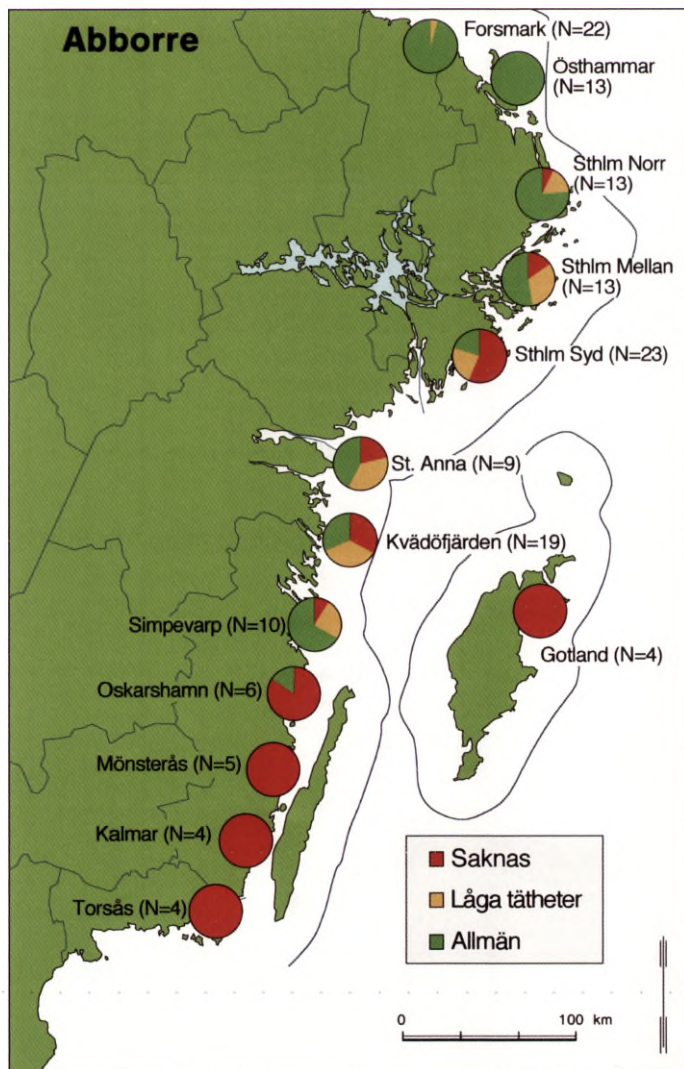 Abborre
Forsmark (N=22)
Östhammar
(N=13)
Sthlm Norr
(N=13)
Sthlm Mellan
(N=13)
Sthlm Syd (N=23)
St. Anna (N=9)
Kvädöfjärden (N=19)
Simpevarp (N=10)
Gotland (N=4)
Oskarshamn (N=6)
Mönsterås (N=5)
Kalmar (N=4)
Torsås (N=4)
Saknas
Låga tätheter
Allmän
0 100 km